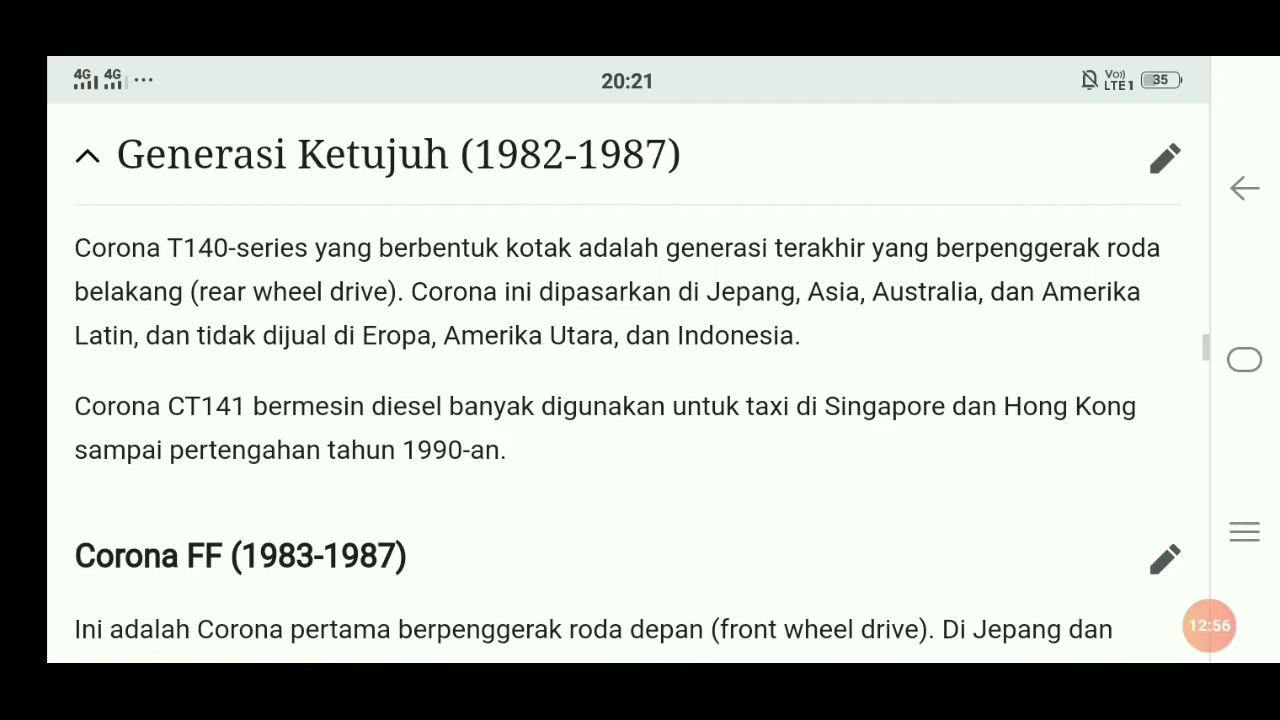 4G 4G ... 20:21 Vo)) LTE 1 35
Generasi Ketujuh (1982-1987)
Corona T140-series yang berbentuk kotak adalah generasi terakhir yang berpenggerak roda
belakang (rear wheel drive). Corona ini dipasarkan di Jepang, Asia, Australia, dan Amerika
Latin, dan tidak dijual di Eropa, Amerika Utara, dan Indonesia.
Corona CT141 bermesin diesel banyak digunakan untuk taxi di Singapore dan Hong Kong
sampai pertengahan tahun 1990-an.
Corona FF (1983-1987)
Ini adalah Corona pertama berpenggerak roda depan (front wheel drive). Di Jepang dan
12:56